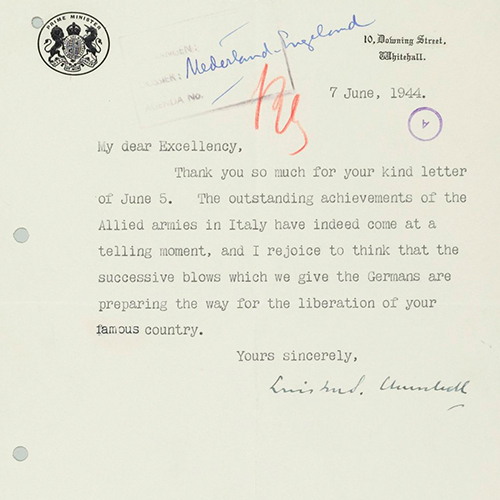 PRIME MINISTER
Nederland-Engeland
10, Downing Street,
Whitehall.
AGENDA No.
7 June, 1944.
4
My dear Excellency,
Thank you so much for your kind letter
of June 5. The outstanding achievements of the
Allied armies in Italy have indeed come at a
telling moment, and I rejoice to think that the
successive blows which we give the Germans are
preparing the way for the liberation of your
famous country.
Yours sincerely,
Winston S. Churchill